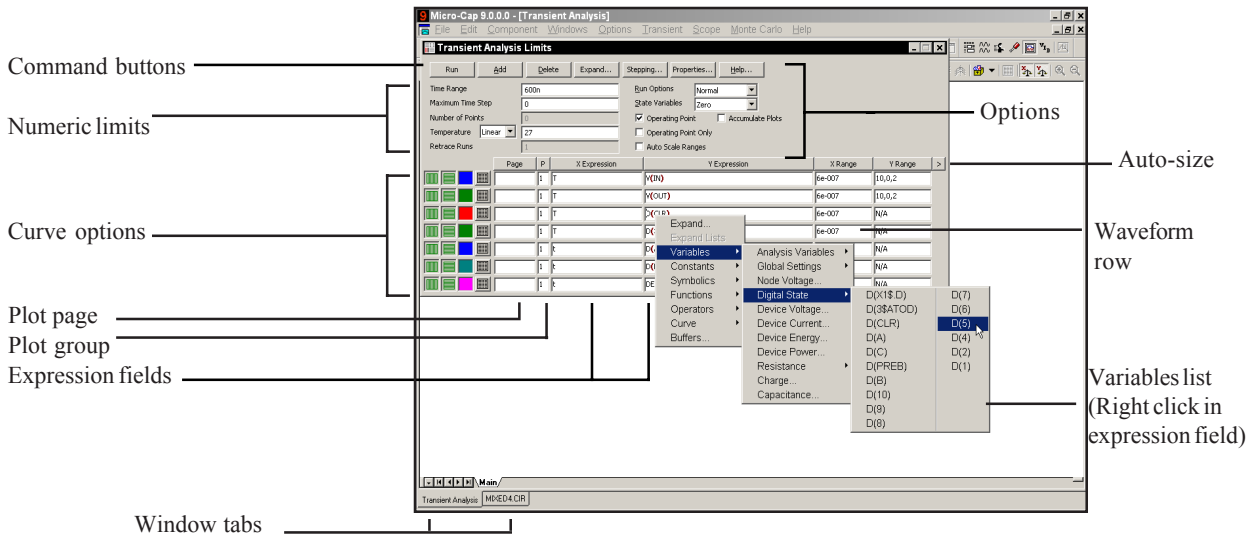 9 Micro-Cap 9.0.0.0 - [Transient Analysis]
File Edit Component Windows Options Transient Scope Monte Carlo Help
Transient Analysis Limits
Command buttons
Run Add Delete Expand... Stepping... Properties... Help...
Numeric limits
Time Range 600n Run Options Normal
Maximum Time Step 0 State Variables Zero
Number of Points 0 Operating Point Accumulate Plots
Temperature Linear 27 Operating Point Only
Retrace Runs 1 Auto Scale Ranges
Options
Auto-size
Page P X Expression Y Expression X Range Y Range >
Curve options
1 T V(IN) 6e-007 10,0,2
1 T V(OUT) 6e-007 10,0,2
1 T D(CLR) 6e-007 N/A
1 T 6e-007 N/A
1 t N/A
1 t N/A
1 t DE N/A
Waveform
row
Expand...
Expand Lists
Variables
Constants
Symbolics
Functions
Operators
Curve
Buffers...
Analysis Variables
Global Settings
Node Voltage...
Digital State
Device Voltage...
Device Current...
Device Energy...
Device Power...
Resistance
Charge...
Capacitance...
D(X1$.D)
D(3$ATOD)
D(CLR)
D(A)
D(C)
D(PREB)
D(B)
D(10)
D(9)
D(8)
D(7)
D(6)
D(5)
D(4)
D(2)
D(1)
Plot page
Plot group
Expression fields
Variables list
(Right click in
expression field)
Main
Transient Analysis MIXED4.CIR
Window tabs